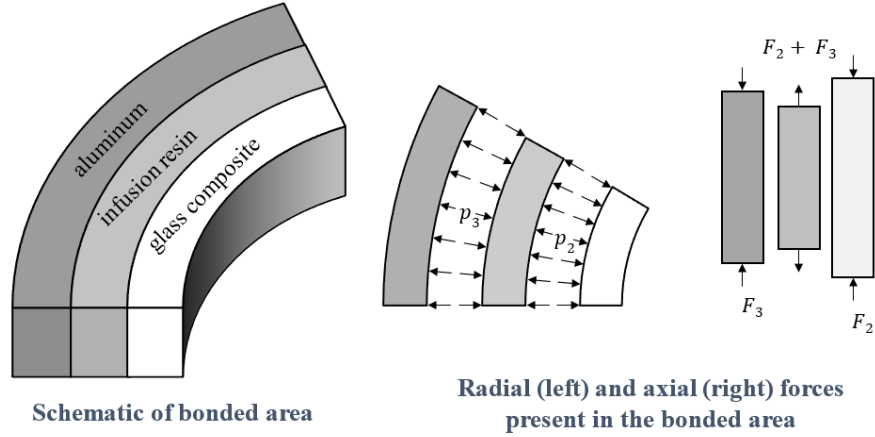 aluminum
infusion resin
glass composite
Schematic of bonded area
p₃
p₂
F₂ + F₃
F₃
F₂
Radial (left) and axial (right) forces
present in the bonded area